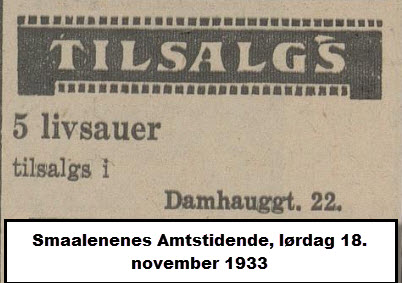 TILSALGS
5 livsauer
tilsalgs i
Damhauggt. 22.
Smaalenenes Amtstidende, lørdag 18.
november 1933